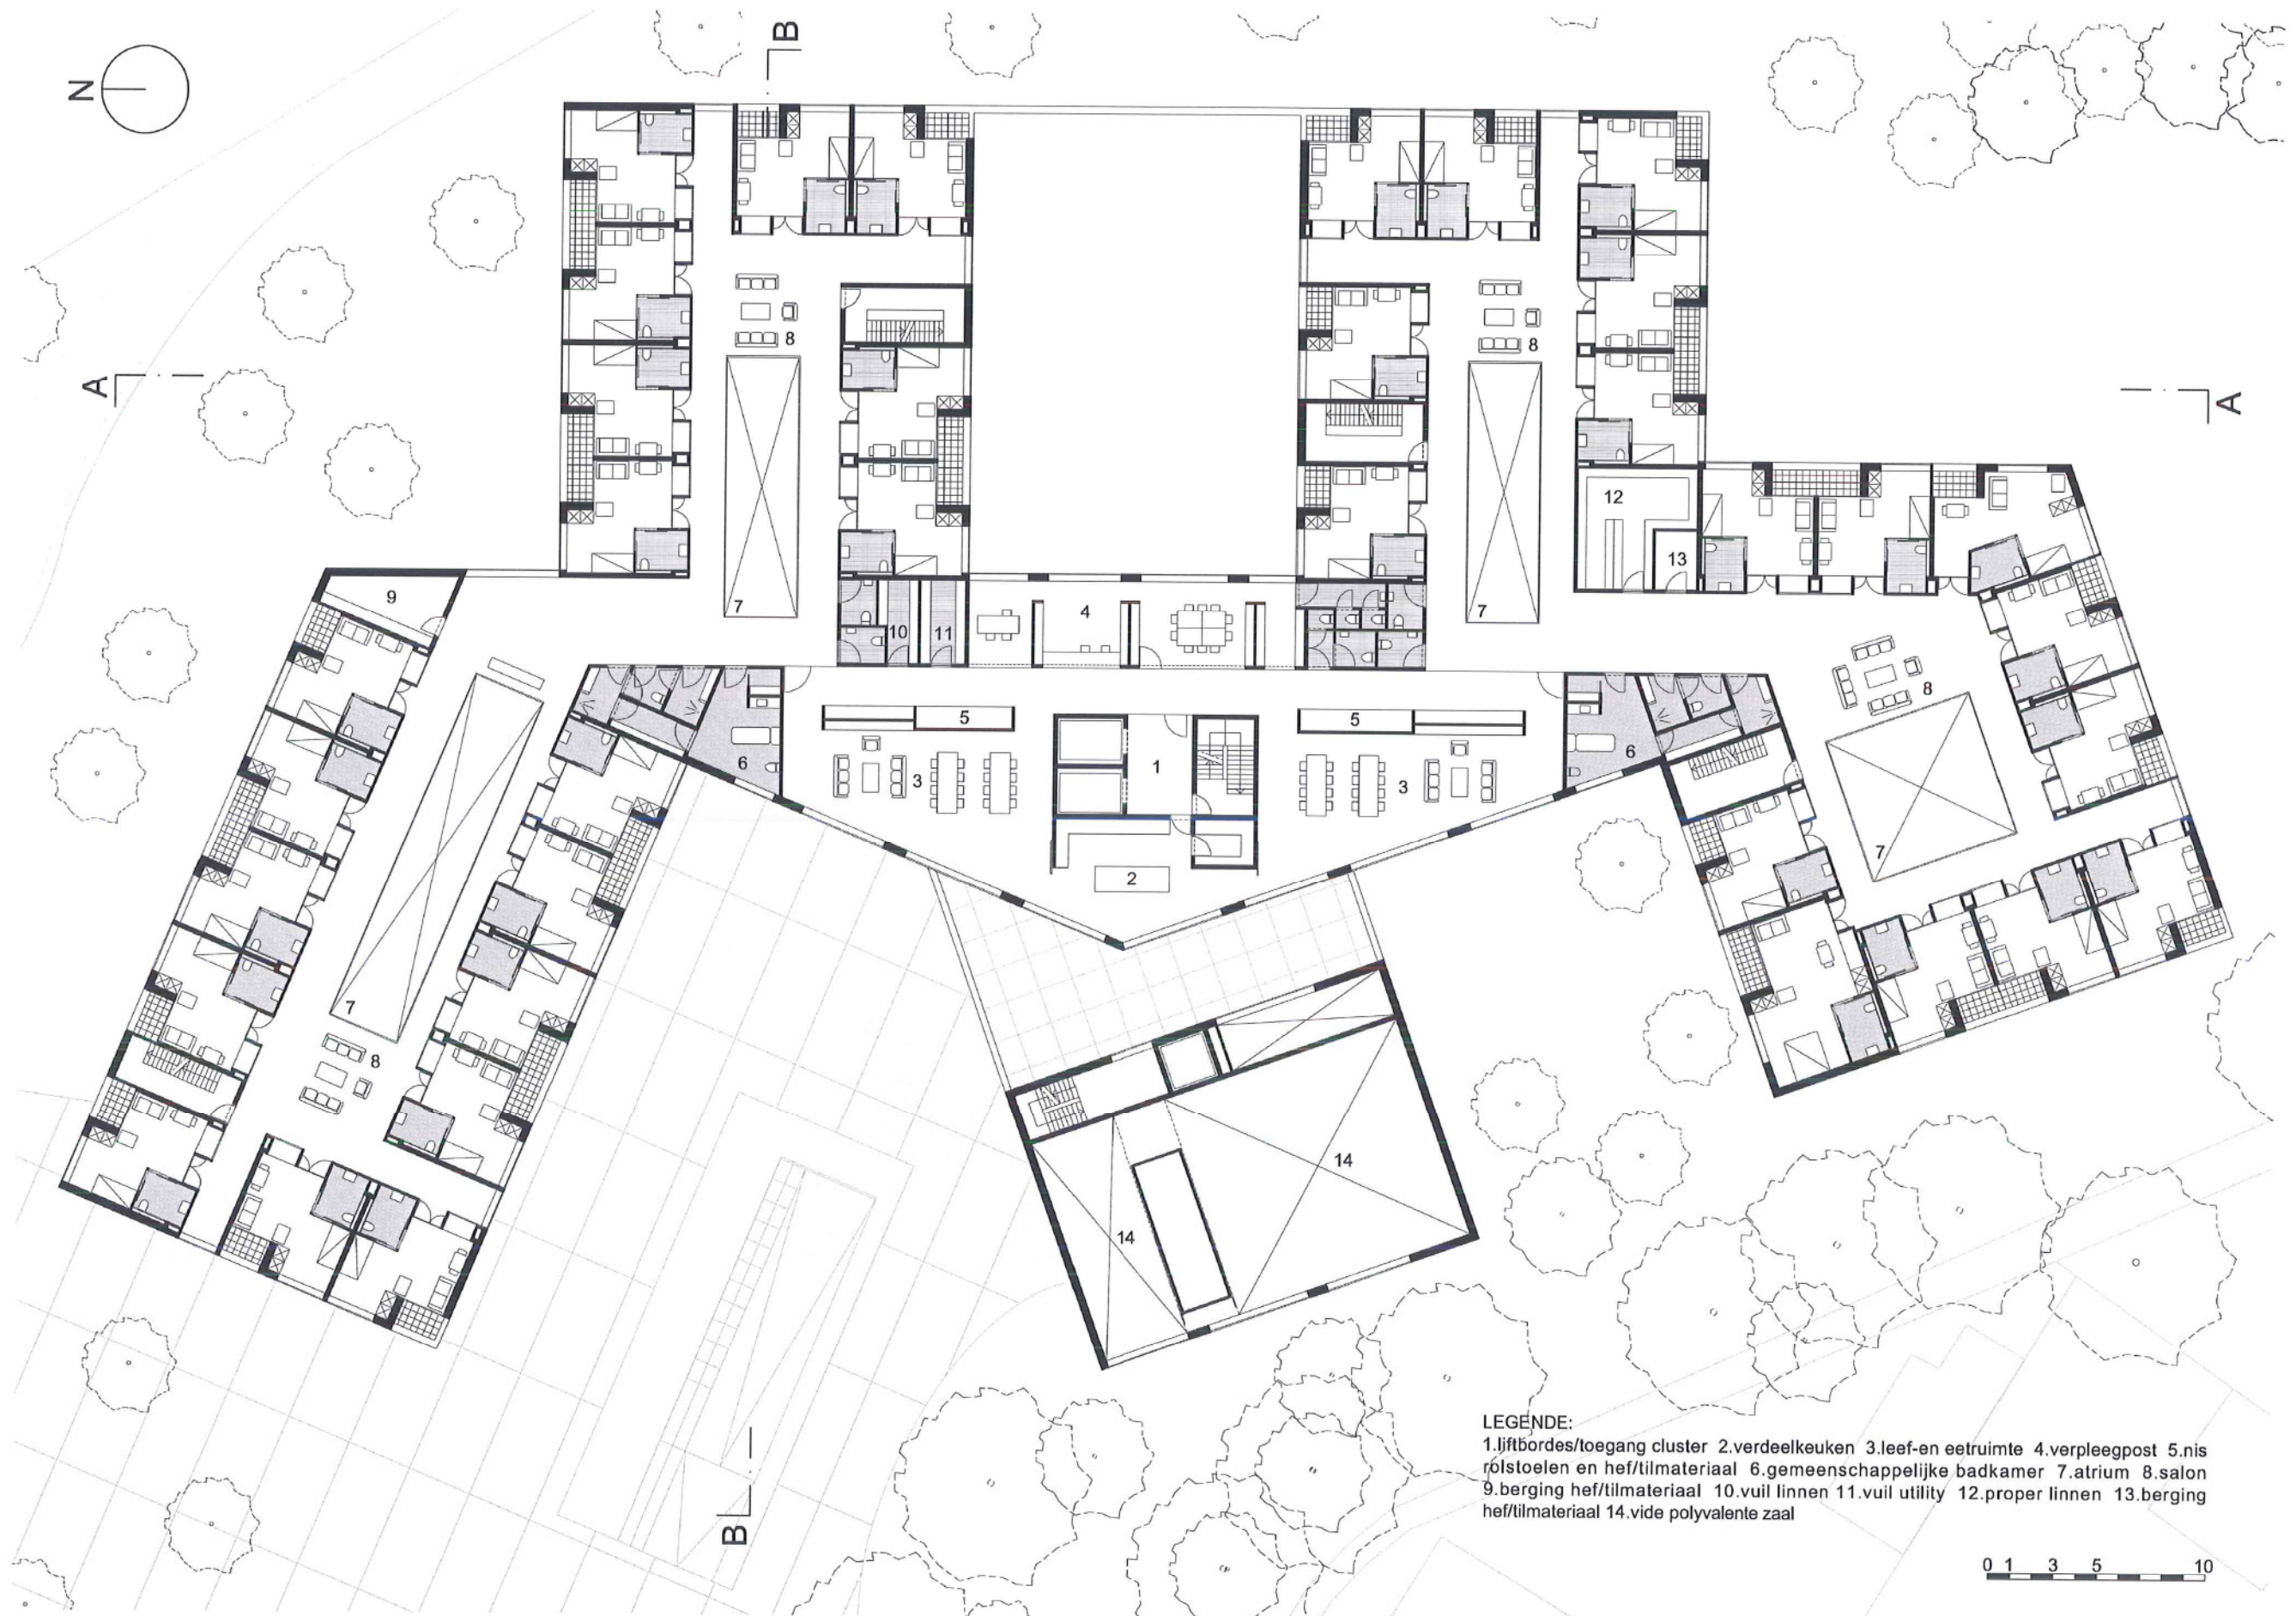 B
N
A
A
8
8
12
13
7
7
9
10
11
4
5
5
8
6
3
1
3
6
2
7
7
8
14
14
B
LEGENDE:
1.liftbordes/toegang cluster 2.verdeelkeuken 3.leef-en eetruimte 4.verpleegpost 5.nis
rolstoelen en hef/tilmateriaal 6.gemeenschappelijke badkamer 7.atrium 8.salon
9.berging hef/tilmateriaal 10.vuil linnen 11.vuil utility 12.proper linnen 13.berging
hef/tilmateriaal 14.vide polyvalente zaal
0 1 3 5 10